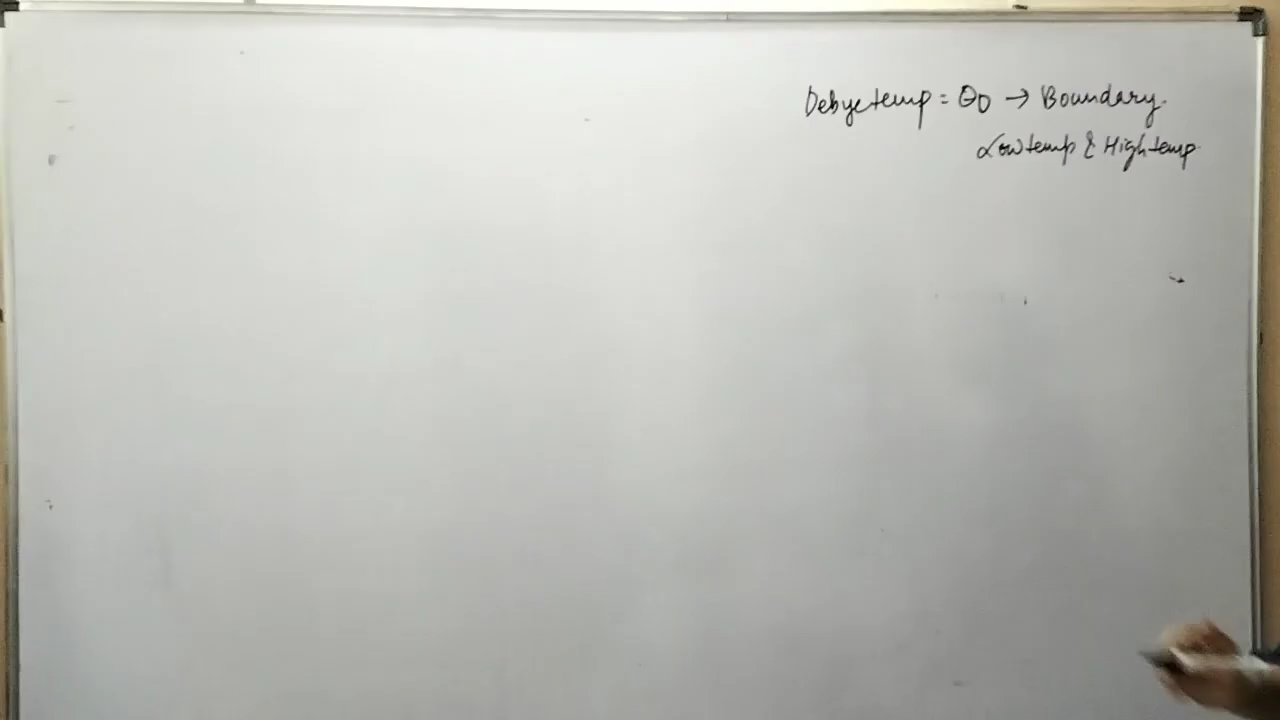 Debye temp = θD → Boundary.
Low temp & High temp.